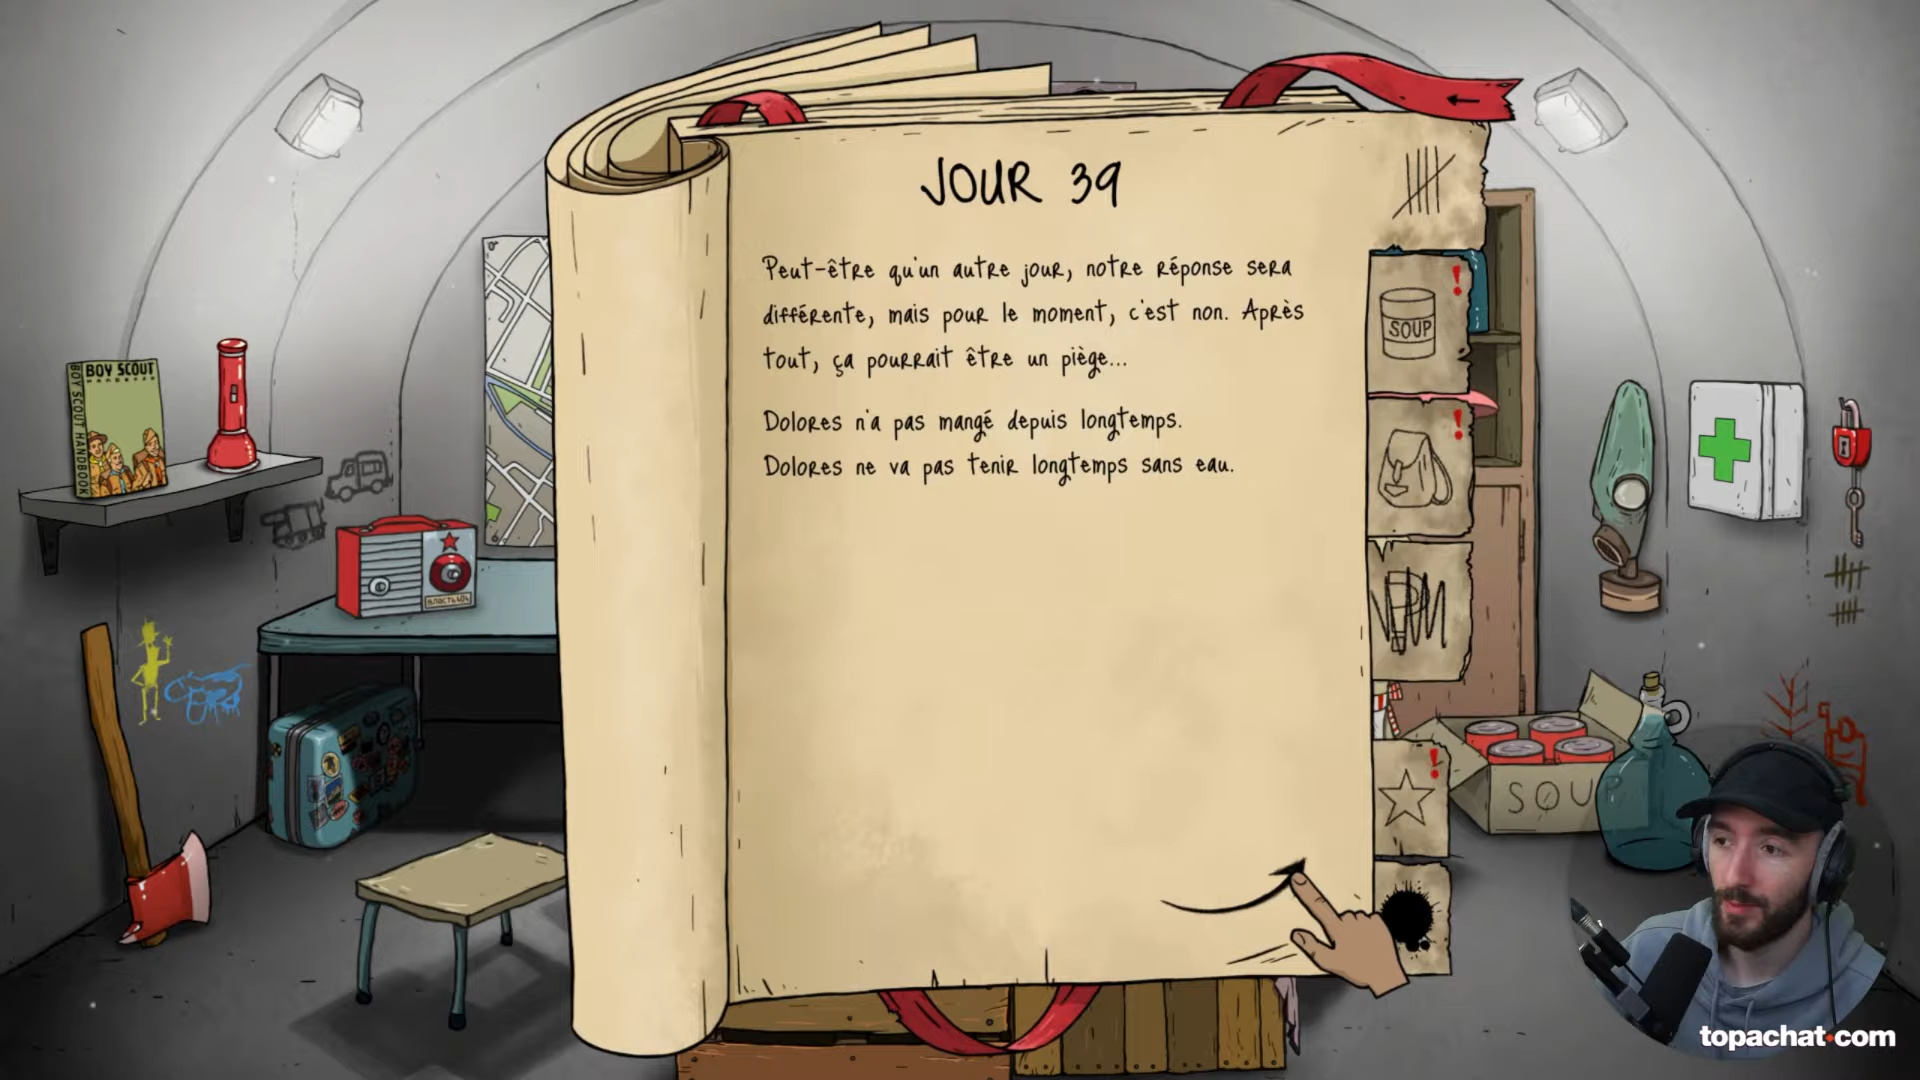 JOUR 39
Peut-être qu'un autre jour, notre réponse sera
différente, mais pour le moment, c'est non. Après
tout, ça pourrait être un piège...
Dolores n'a pas mangé depuis longtemps.
Dolores ne va pas tenir longtemps sans eau.
BOY SCOUT
HANDBOOK
BOY SCOUT HANDBOOK
SOUP
!
!
!
SOUP
topachat.com